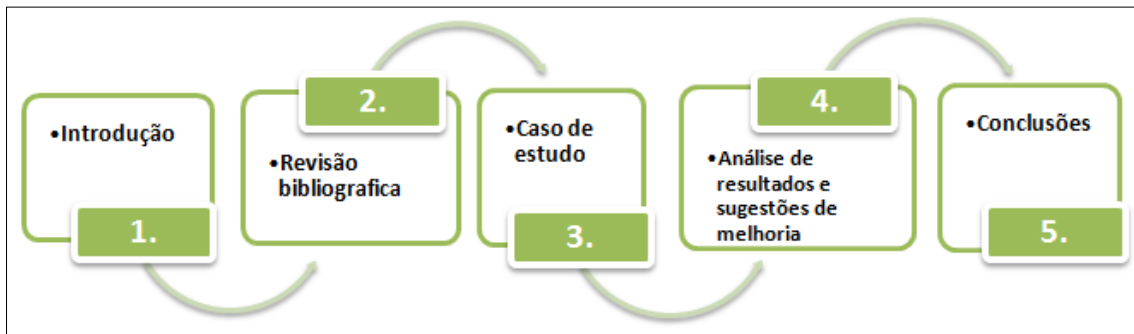 •Introdução
1.
2.
•Revisão
bibliografica
•Caso de
estudo
3.
4.
•Análise de
resultados e
sugestões de
melhoria
•Conclusões
5.